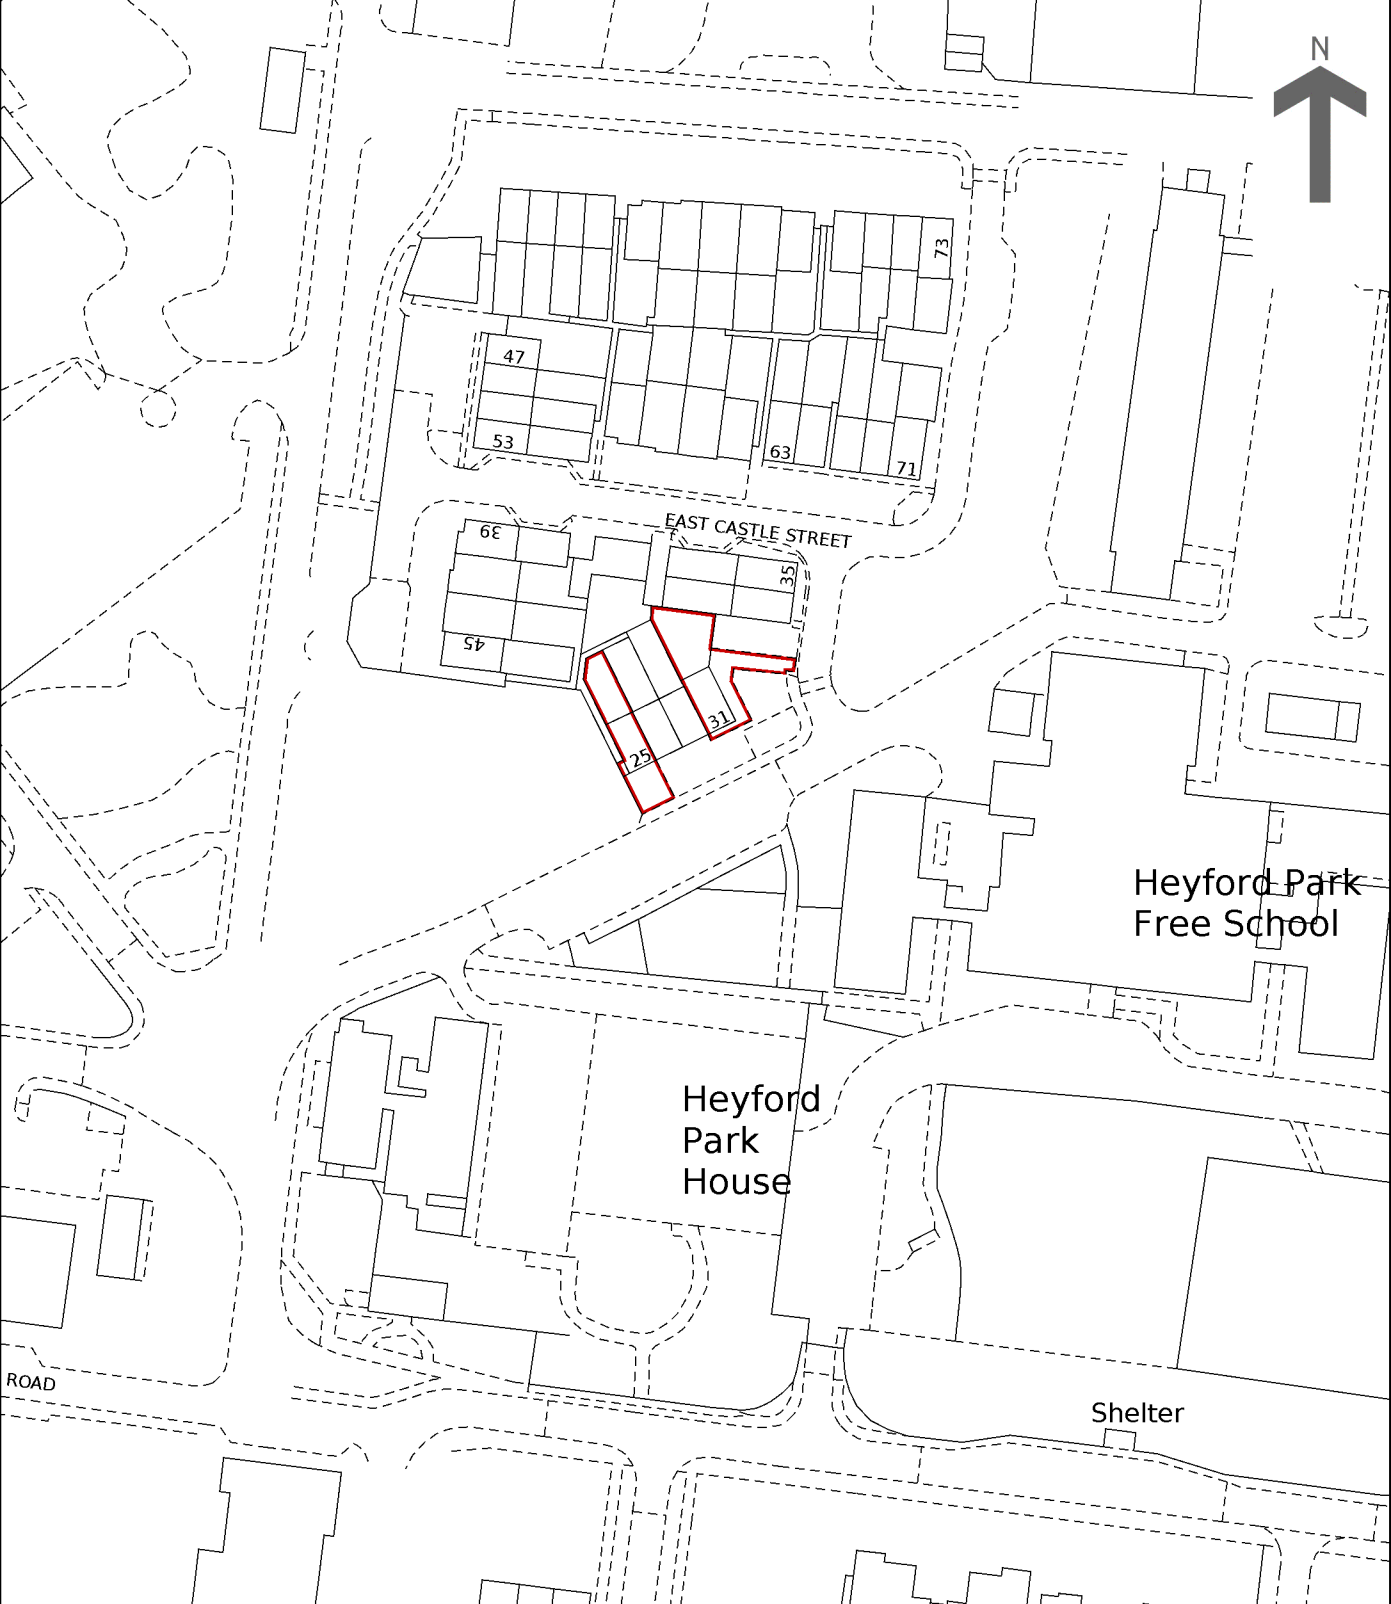 N
73
47
53
63
71
EAST CASTLE STREET
39
35
45
31
25
Heyford Park
Free School
Heyford
Park
House
ROAD
Shelter